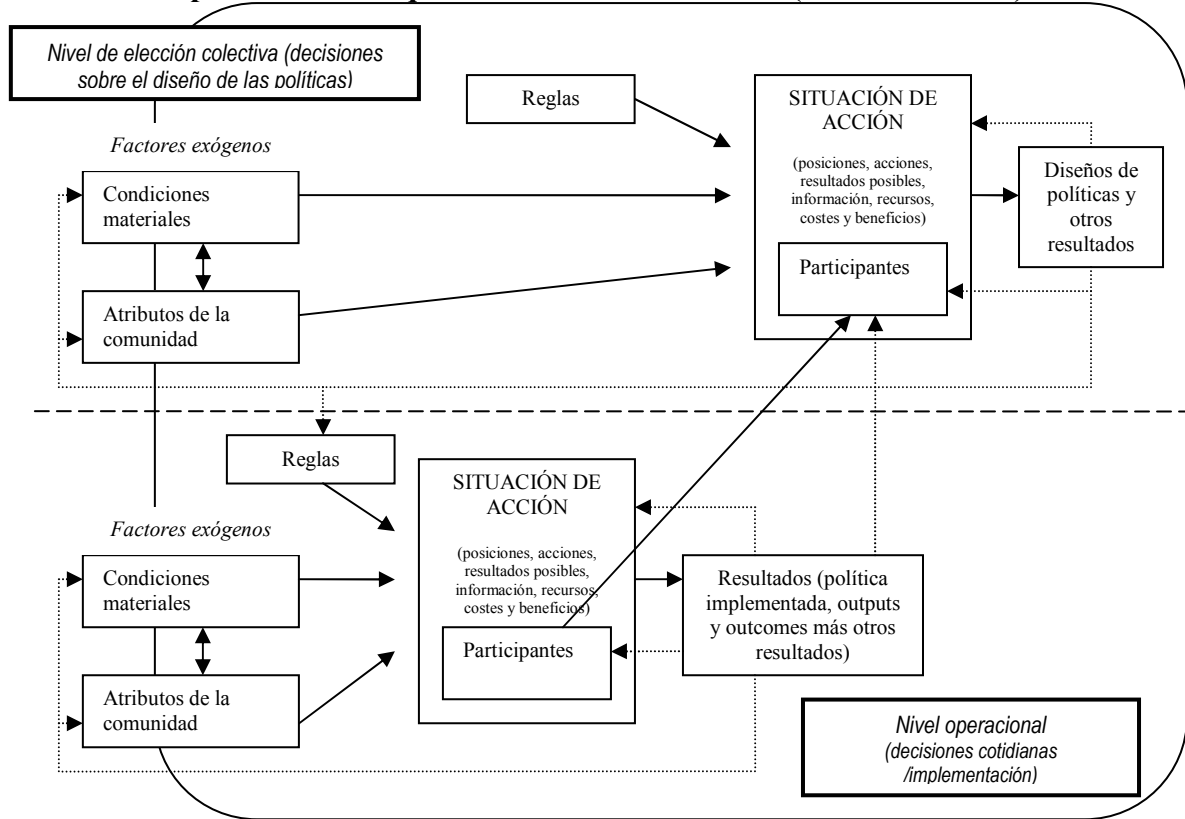 Nivel de elección colectiva (decisiones
sobre el diseño de las políticas)
Reglas
SITUACIÓN DE
ACCIÓN
(posiciones, acciones,
resultados posibles,
información, recursos,
costes y beneficios)
Participantes
Diseños de
políticas y
otros
resultados
Factores exógenos
Condiciones
materiales
Atributos de la
comunidad
Reglas
SITUACIÓN DE
ACCIÓN
(posiciones, acciones,
resultados posibles,
información, recursos,
costes y beneficios)
Participantes
Resultados (política
implementada, outputs
y outcomes más otros
resultados)
Factores exógenos
Condiciones
materiales
Atributos de la
comunidad
Nivel operacional
(decisiones cotidianas
/implementación)